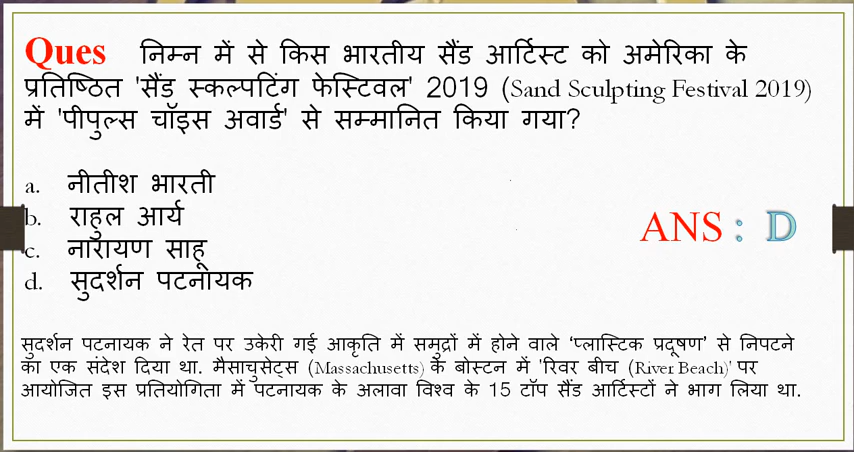 Ques निम्न में से किस भारतीय सैंड आर्टिस्ट को अमेरिका के
प्रतिष्ठित 'सैंड स्कल्पटिंग फेस्टिवल' 2019 (Sand Sculpting Festival 2019)
में 'पीपुल्स चॉइस अवार्ड' से सम्मानित किया गया?
a. नीतीश भारती
b. राहुल आर्य
c. नारायण साहू
d. सुदर्शन पटनायक
ANS : D
सुदर्शन पटनायक ने रेत पर उकेरी गई आकृति में समुद्रों में होने वाले ‘प्लास्टिक प्रदूषण’ से निपटने
का एक संदेश दिया था. मैसाचुसेट्स (Massachusetts) के बोस्टन में 'रिवर बीच (River Beach)' पर
आयोजित इस प्रतियोगिता में पटनायक के अलावा विश्व के 15 टॉप सैंड आर्टिस्टों ने भाग लिया था.